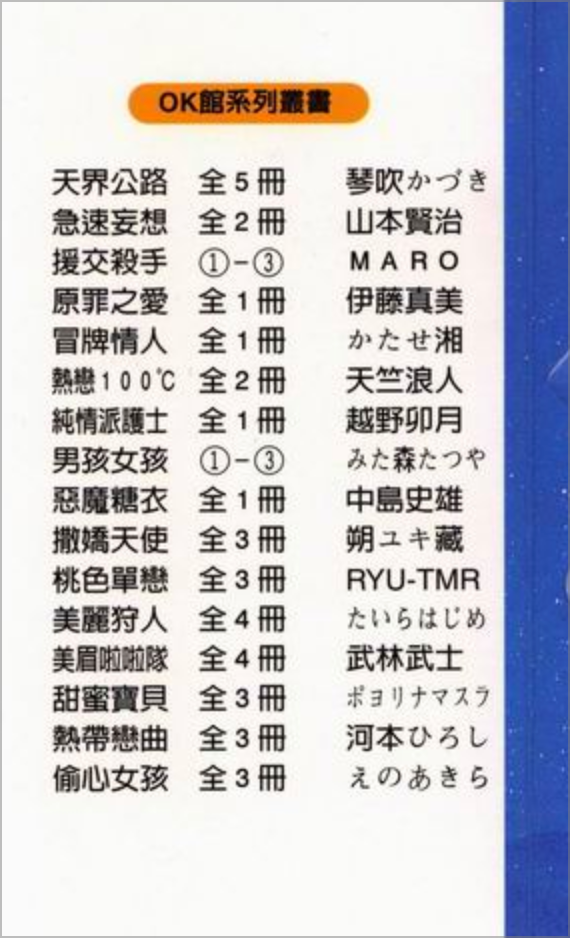 OK館系列叢書
天界公路 全5冊 琴吹かづき
急速妄想 全2冊 山本賢治
援交殺手 ①-③ MARO
原罪之愛 全1冊 伊藤真美
冒牌情人 全1冊 かたせ湘
熱戀100℃ 全2冊 天竺浪人
純情派護士 全1冊 越野卯月
男孩女孩 ①-③ みた森たつや
惡魔糖衣 全1冊 中島史雄
撒嬌天使 全3冊 朔ユキ藏
桃色單戀 全3冊 RYU-TMR
美麗狩人 全4冊 たいらはじめ
美眉啦啦隊 全4冊 武林武士
甜蜜寶貝 全3冊 ポヨリナマスラ
熱帶戀曲 全3冊 河本ひろし
偷心女孩 全3冊 えのあきら